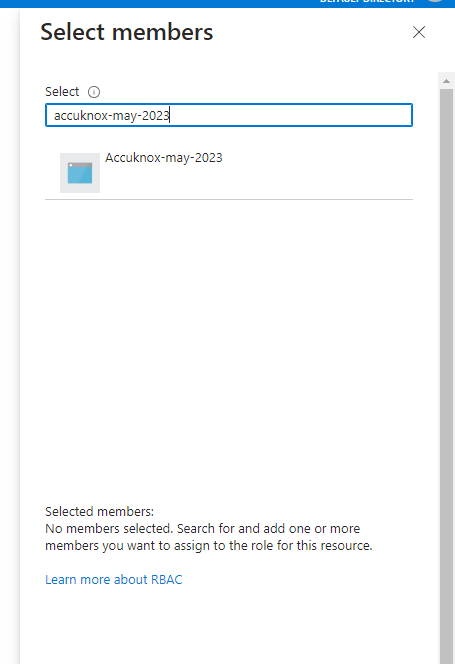 DEFAULT DIRECTORY
Select members
Select
accuknox-may-2023
Accuknox-may-2023
Selected members:
No members selected. Search for and add one or more
members you want to assign to the role for this resource.
Learn more about RBAC